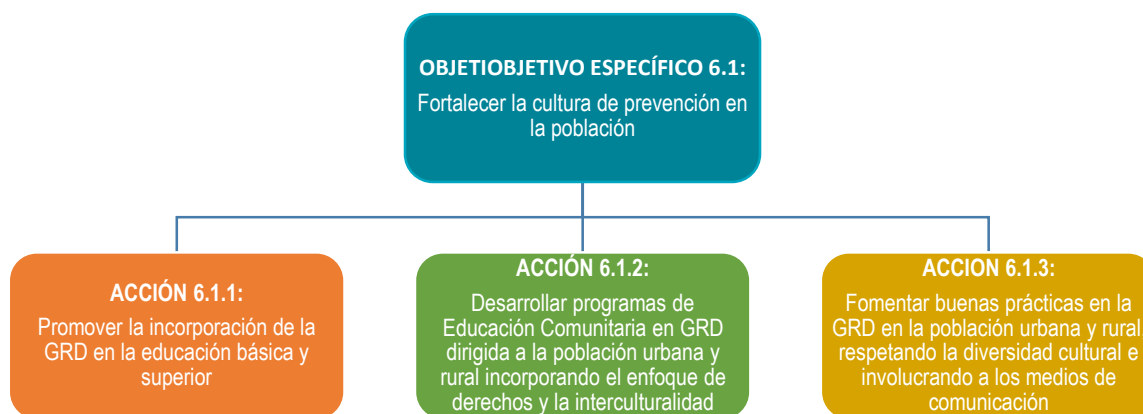 OBJETIOBJETIVO ESPECÍFICO 6.1:
Fortalecer la cultura de prevención en
la población
ACCIÓN 6.1.1:
Promover la incorporación de la
GRD en la educación básica y
superior
ACCIÓN 6.1.2:
Desarrollar programas de
Educación Comunitaria en GRD
dirigida a la población urbana y
rural incorporando el enfoque de
derechos y la interculturalidad
ACCION 6.1.3:
Fomentar buenas prácticas en la
GRD en la población urbana y rural,
respetando la diversidad cultural e
involucrando a los medios de
comunicación